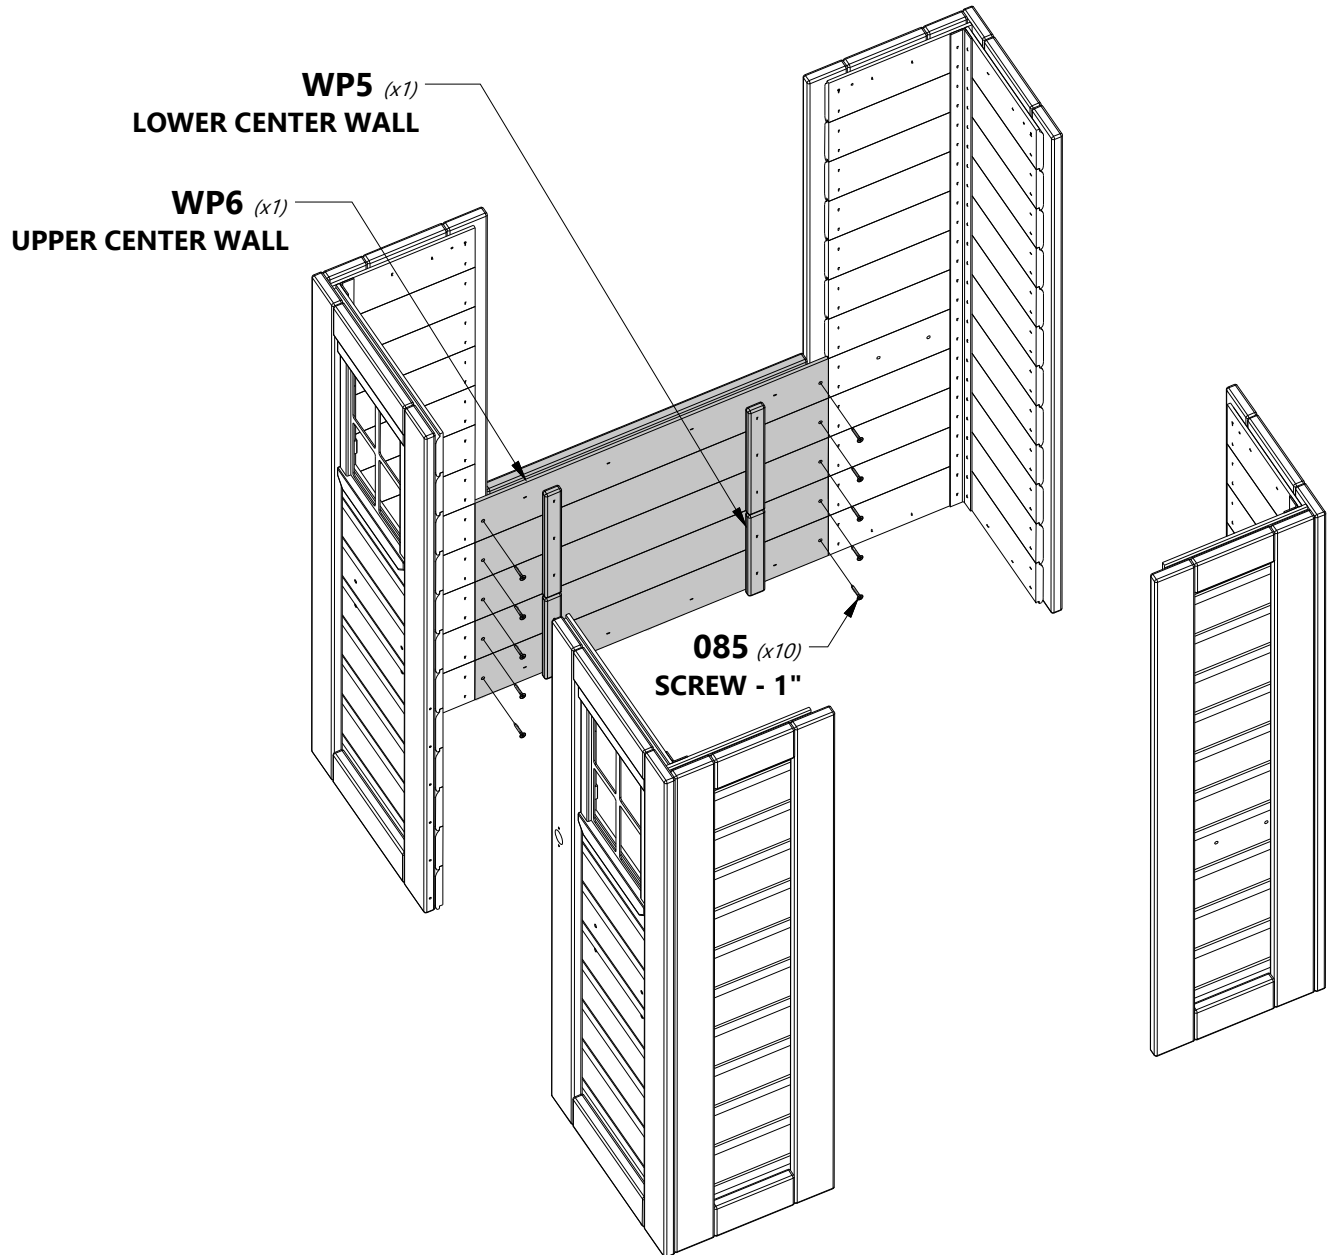 WP5 (x1)
LOWER CENTER WALL
WP6 (x1)
UPPER CENTER WALL
085 (x10)
SCREW - 1"